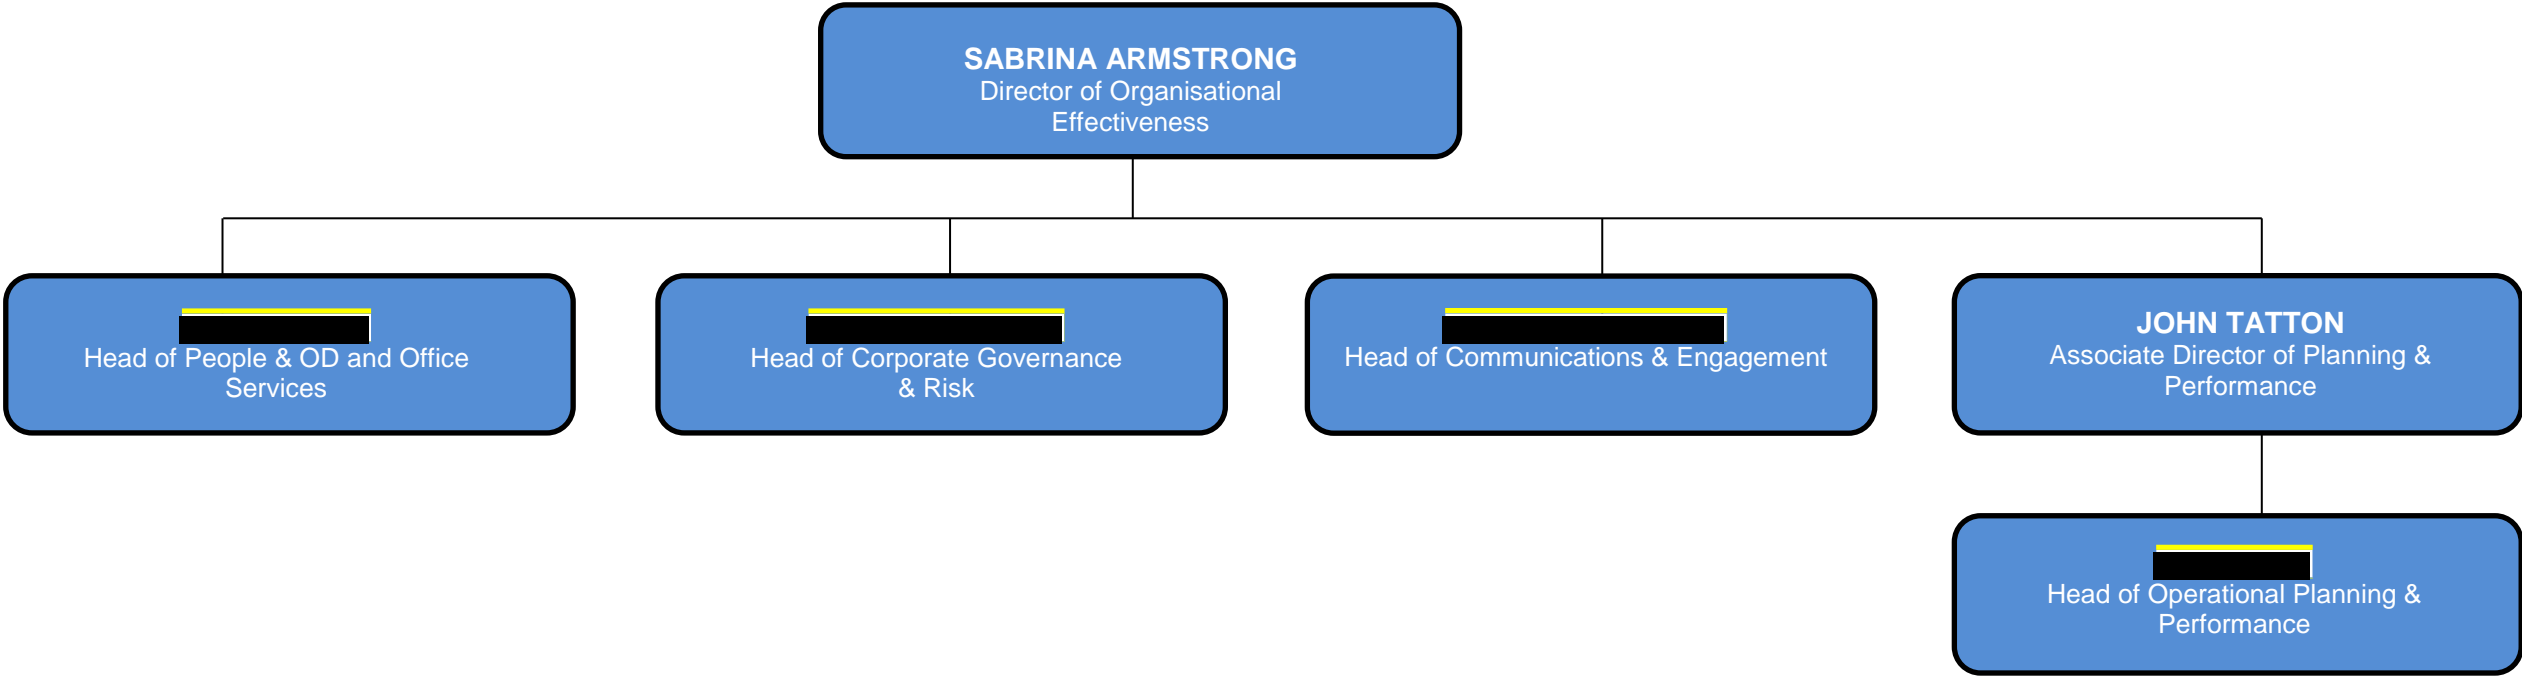 SABRINA ARMSTRONG
Director of Organisational
Effectiveness
Head of People & OD and Office
Services
Head of Corporate Governance
& Risk
Head of Communications & Engagement
JOHN TATTON
Associate Director of Planning &
Performance
Head of Operational Planning &
Performance